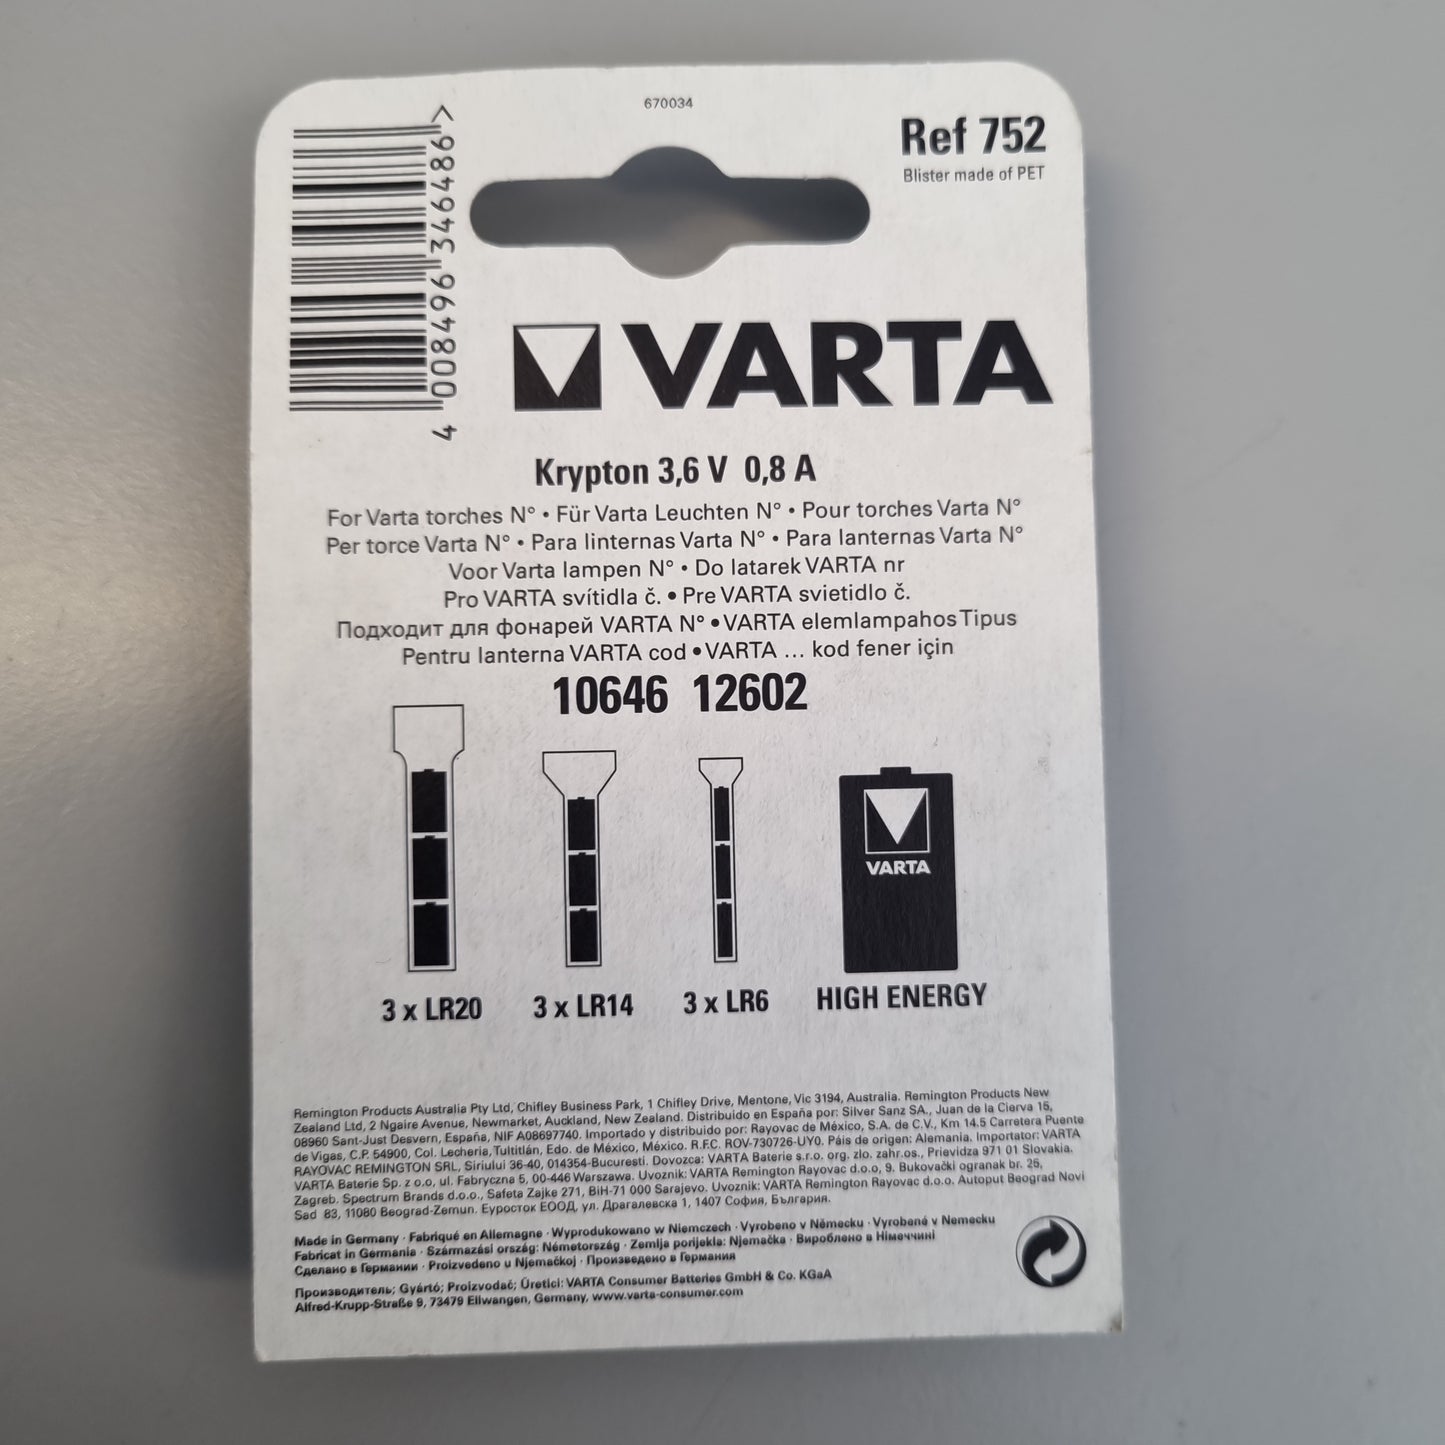 670034
Ref 752
Blister made of PET
4 008496 346486 >
VARTA
Krypton 3,6 V 0,8 A
For Varta torches N° • Für Varta Leuchten N° • Pour torches Varta N°
Per torce Varta N° • Para linternas Varta N° • Para lanternas Varta N°
Voor Varta lampen N° • Do latarek VARTA nr
Pro VARTA svítidla č. • Pre VARTA svietidlo č.
Подходит для фонарей VARTA N° • VARTA elemlampahos Tipus
Pentru lanterna VARTA cod • VARTA ... kod fener için
10646 12602
VARTA
3 x LR20 3 x LR14 3 x LR6 HIGH ENERGY
Remington Products Australia Pty Ltd, Chifley Business Park, 1 Chifley Drive, Mentone, Vic 3194, Australia. Remington Products New
Zealand Ltd, 2 Ngaire Avenue, Newmarket, Auckland, New Zealand. Distribuido en España por: Silver Sanz SA., Juan de la Cierva 15,
08960 Sant-Just Desvern, España, NIF A08697740. Importado y distribuido por: Rayovac de México, S.A. de C.V., Km 14.5 Carretera Puente
de Vigas, C.P. 54900, Col. Lecheria, Tultitlán, Edo. de México, México. R.F.C. ROV-730726-UY0. Páis de origen: Alemania. Importator: VARTA
RAYOVAC REMINGTON SRL, Siriului 36-40, 014354-Bucuresti. Dovozca: VARTA Baterie s.r.o. org. zlo. zahr.os., Prievidza 971 01 Slovakia.
VARTA Baterie Sp. z o.o, ul. Fabryczna 5, 00-446 Warszawa. Uvoznik: VARTA Remington Rayovac d.o.o, 9. Bukovački ogranak br. 25,
Zagreb. Spectrum Brands d.o.o., Safeta Zajke 271, BiH-71 000 Sarajevo. Uvoznik: VARTA Remington Rayovac d.o.o. Autoput Beograd Novi
Sad 83, 11080 Beograd-Zemun. Еуросток ЕООД, ул. Драгалевска 1, 1407 София, България.
Made in Germany · Fabriqué en Allemagne · Wyprodukowano w Niemczech · Vyrobeno v Německu · Vyrobené v Nemecku
Fabricat in Germania · Származási ország: Németország · Zemlja porijekla: Njemačka · Вироблено в Німеччині
Сделано в Германии · Proizvedeno u Njemačkoj · Произведено в Германия
Производитель; Gyártó; Proizvodač; Üretici: VARTA Consumer Batteries GmbH & Co. KGaA
Alfred-Krupp-Straße 9, 73479 Ellwangen, Germany, www.varta-consumer.com